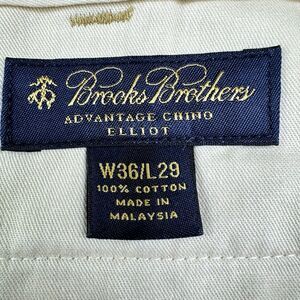 Brooks Brothers
ADVANTAGE CHINO
ELLIOT
W36/L29
100% COTTON
MADE IN
MALAYSIA